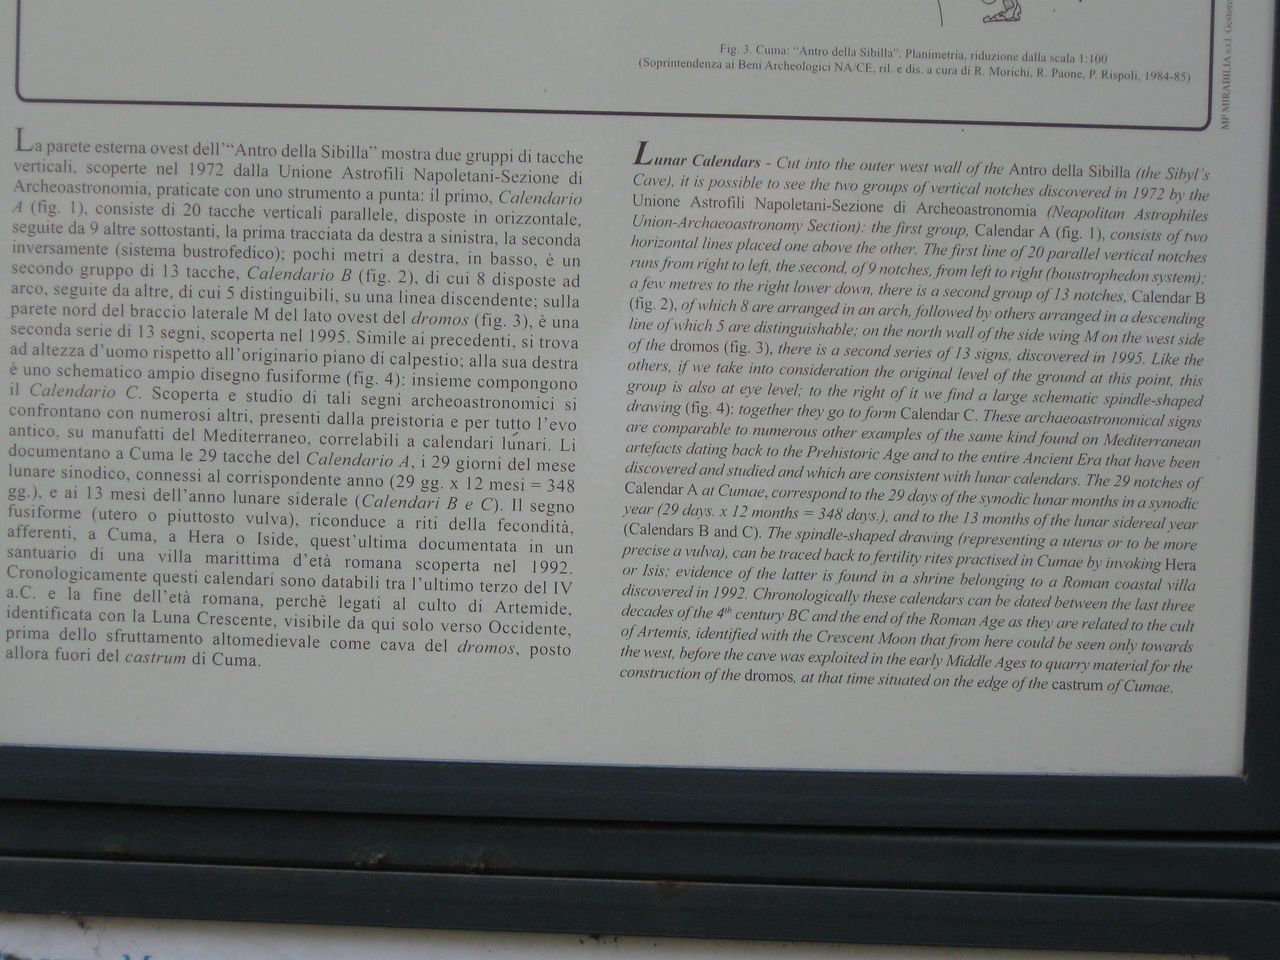 Fig. 3. Cuma: “Antro della Sibilla”. Planimetria, riduzione dalla scala 1:100
(Soprintendenza ai Beni Archeologici NA/CE, ril. e dis. a cura di R. Morichi, R. Paone, P. Rispoli, 1984-85)
MP MIRABILIA s.r.l. Gestore
La parete esterna ovest dell’“Antro della Sibilla” mostra due gruppi di tacche
verticali, scoperte nel 1972 dalla Unione Astrofili Napoletani-Sezione di
Archeoastronomia, praticate con uno strumento a punta: il primo, Calendario
A (fig. 1), consiste di 20 tacche verticali parallele, disposte in orizzontale,
seguite da 9 altre sottostanti, la prima tracciata da destra a sinistra, la seconda
inversamente (sistema bustrofedico); pochi metri a destra, in basso, è un
secondo gruppo di 13 tacche, Calendario B (fig. 2), di cui 8 disposte ad
arco, seguite da altre, di cui 5 distinguibili, su una linea discendente; sulla
parete nord del braccio laterale M del lato ovest del dromos (fig. 3), è una
seconda serie di 13 segni, scoperta nel 1995. Simile ai precedenti, si trova
ad altezza d’uomo rispetto all’originario piano di calpestio; alla sua destra
è uno schematico ampio disegno fusiforme (fig. 4): insieme compongono
il Calendario C. Scoperta e studio di tali segni archeoastronomici si
confrontano con numerosi altri, presenti dalla preistoria e per tutto l’evo
antico, su manufatti del Mediterraneo, correlabili a calendari lunari. Li
documentano a Cuma le 29 tacche del Calendario A, i 29 giorni del mese
lunare sinodico, connessi al corrispondente anno (29 gg. x 12 mesi = 348
gg.), e ai 13 mesi dell’anno lunare siderale (Calendari B e C). Il segno
fusiforme (utero o piuttosto vulva), riconduce a riti della fecondità,
afferenti, a Cuma, a Hera o Iside, quest’ultima documentata in un
santuario di una villa marittima d’età romana scoperta nel 1992.
Cronologicamente questi calendari sono databili tra l’ultimo terzo del IV
a.C. e la fine dell’età romana, perchè legati al culto di Artemide,
identificata con la Luna Crescente, visibile da qui solo verso Occidente,
prima dello sfruttamento altomedievale come cava del dromos, posto
allora fuori del castrum di Cuma.
Lunar Calendars - Cut into the outer west wall of the Antro della Sibilla (the Sibyl’s
Cave), it is possible to see the two groups of vertical notches discovered in 1972 by the
Unione Astrofili Napoletani-Sezione di Archeoastronomia (Neapolitan Astrophiles
Union-Archaeoastronomy Section): the first group, Calendar A (fig. 1), consists of two
horizontal lines placed one above the other. The first line of 20 parallel vertical notches
runs from right to left, the second, of 9 notches, from left to right (boustrophedon system);
a few metres to the right lower down, there is a second group of 13 notches, Calendar B
(fig. 2), of which 8 are arranged in an arch, followed by others arranged in a descending
line of which 5 are distinguishable; on the north wall of the side wing M on the west side
of the dromos (fig. 3), there is a second series of 13 signs, discovered in 1995. Like the
others, if we take into consideration the original level of the ground at this point, this
group is also at eye level; to the right of it we find a large schematic spindle-shaped
drawing (fig. 4): together they go to form Calendar C. These archaeoastronomical signs
are comparable to numerous other examples of the same kind found on Mediterranean
artefacts dating back to the Prehistoric Age and to the entire Ancient Era that have been
discovered and studied and which are consistent with lunar calendars. The 29 notches of
Calendar A at Cumae, correspond to the 29 days of the synodic lunar months in a synodic
year (29 days. x 12 months = 348 days.), and to the 13 months of the lunar sidereal year
(Calendars B and C). The spindle-shaped drawing (representing a uterus or to be more
precise a vulva), can be traced back to fertility rites practised in Cumae by invoking Hera
or Isis; evidence of the latter is found in a shrine belonging to a Roman coastal villa
discovered in 1992. Chronologically these calendars can be dated between the last three
decades of the 4th century BC and the end of the Roman Age as they are related to the cult
of Artemis, identified with the Crescent Moon that from here could be seen only towards
the west, before the cave was exploited in the early Middle Ages to quarry material for the
construction of the dromos, at that time situated on the edge of the castrum of Cumae.